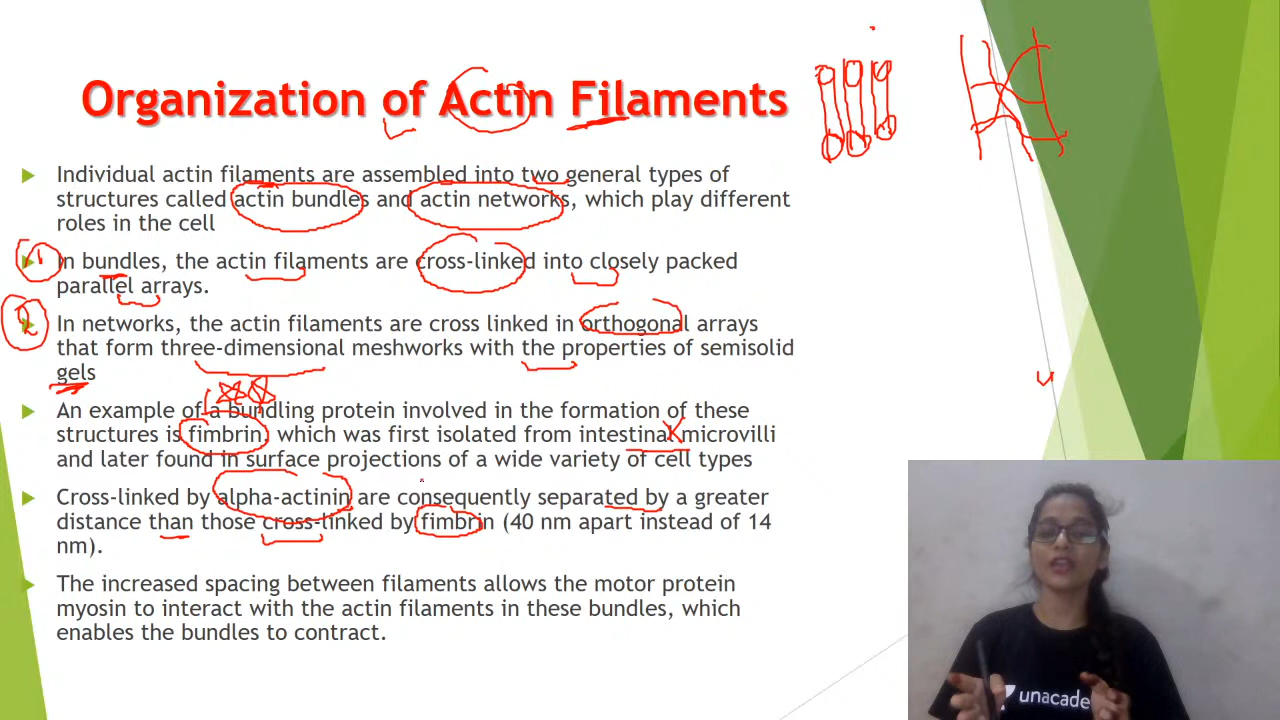 Organization of Actin Filaments
Individual actin filaments are assembled into two general types of
structures called actin bundles and actin networks, which play different
roles in the cell
1
In bundles, the actin filaments are cross-linked into closely packed
parallel arrays.
2
In networks, the actin filaments are cross linked in orthogonal arrays
that form three-dimensional meshworks with the properties of semisolid
gels
An example of a bundling protein involved in the formation of these
structures is fimbrin, which was first isolated from intestinal microvilli
and later found in surface projections of a wide variety of cell types
Cross-linked by alpha-actinin are consequently separated by a greater
distance than those cross-linked by fimbrin (40 nm apart instead of 14
nm).
The increased spacing between filaments allows the motor protein
myosin to interact with the actin filaments in these bundles, which
enables the bundles to contract.
unacade